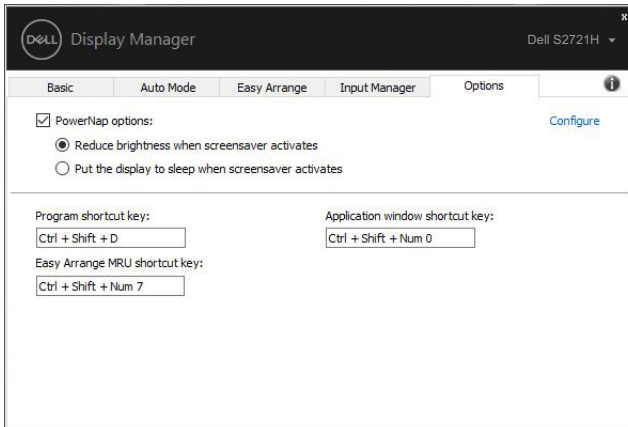 x
DELL Display Manager
Dell S2721H
Basic Auto Mode Easy Arrange Input Manager Options i
PowerNap options: Configure
Reduce brightness when screensaver activates
Put the display to sleep when screensaver activates
Program shortcut key: Application window shortcut key:
Ctrl + Shift + D Ctrl + Shift + Num 0
Easy Arrange MRU shortcut key:
Ctrl + Shift + Num 7